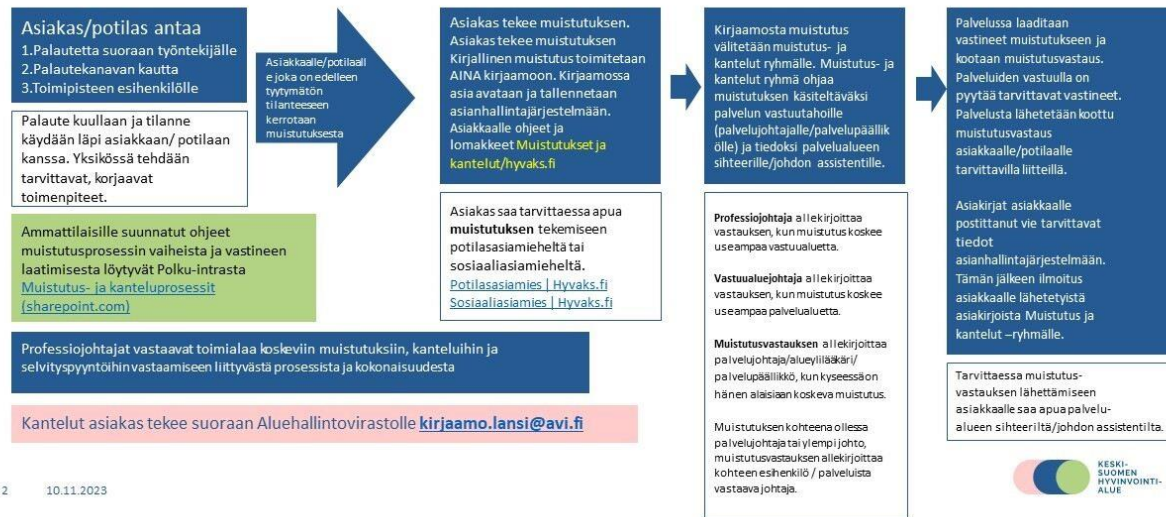 Asiakas/potilas antaa
1.Palautetta suoraan työntekijälle
2.Palautekanavan kautta
3.Toimipisteen esihenkilölle
Palaute kuullaan ja tilanne
käydään läpi asiakkaan/ potilaan
kanssa. Yksikössä tehdään
tarvittavat, korjaavat
toimenpiteet.
Ammattilaisille suunnatut ohjeet
muistutusprosessin vaiheista ja vastineen
laatimisesta löytyvät Polku-intrasta
Muistutus- ja kanteluprosessit
(sharepoint.com)
Asiakkaalle/potilaall
e joka on edelleen
tyytymätön
tilanteeseen
kerrotaan
muistutuksesta
Asiakas tekee muistutuksen.
Asiakas tekee muistutuksen
Kirjallinen muistutus toimitetaan
AINA kirjaamoon. Kirjaamossa
asia avataan ja tallennetaan
asianhallintajärjestelmään.
Asiakkaalle ohjeet ja
lomakkeet Muistutukset ja
kantelut/hyvaks.fi
Asiakas saa tarvittaessa apua
muistutuksen tekemiseen
potilasasiamieheltä tai
sosiaaliasiamieheltä.
Potilasasiamies | Hyvaks.fi
Sosiaaliasiamies | Hyvaks.fi
Kirjaamosta muistutus
välitetään muistutus- ja
kantelut ryhmälle. Muistutus- ja
kantelut ryhmä ohjaa
muistutuksen käsiteltäväksi
palvelun vastuutahoille
(palvelujohtajalle/palvelupäällik
ölle) ja tiedoksi palvelualueen
sihteerille/johdon assistentille.
Professiojohtaja allekirjoittaa
vastauksen, kun muistutus koskee
useampaa vastuualuetta.
Vastuualuejohtaja allekirjoittaa
vastauksen, kun muistutus koskee
useampaa palvelualuetta.
Muistutusvastauksen allekirjoittaa
palvelujohtaja/alueylilääkäri/
palvelupäällikkö, kun kyseessä on
hänen alaisiaan koskeva muistutus.
Muistutuksen kohteena ollessa
palvelujohtaja tai ylempi johto,
muistutusvastauksen allekirjoittaa
kohteen esihenkilö / palveluista
vastaava johtaja.
Palvelussa laaditaan
vastineet muistutukseen ja
kootaan muistutusvastaus.
Palveluiden vastuulla on
pyytää tarvittavat vastineet.
Palvelusta lähetetään koottu
muistutusvastaus
asiakkaalle/potilaalle
tarvittavilla liitteillä.
Asiakirjat asiakkaalle
postittanut vie tarvittavat
tiedot
asianhallintajärjestelmään.
Tämän jälkeen ilmoitus
asiakkaalle lähetetyistä
asiakirjoista Muistutus ja
kantelut –ryhmälle.
Tarvittaessa muistutus-
vastauksen lähettämiseen
asiakkaalle saa apua palvelu-
alueen sihteeriltä/johdon assistentilta.
Professiojohtajat vastaavat toimialaa koskeviin muistutuksiin, kanteluihin ja
selvityspyyntöihin vastaamiseen liittyvästä prosessista ja kokonaisuudesta
Kantelut asiakas tekee suoraan Aluehallintovirastolle kirjaamo.lansi@avi.fi
2 10.11.2023
KESKI-
SUOMEN
HYVINVOINTI-
ALUE